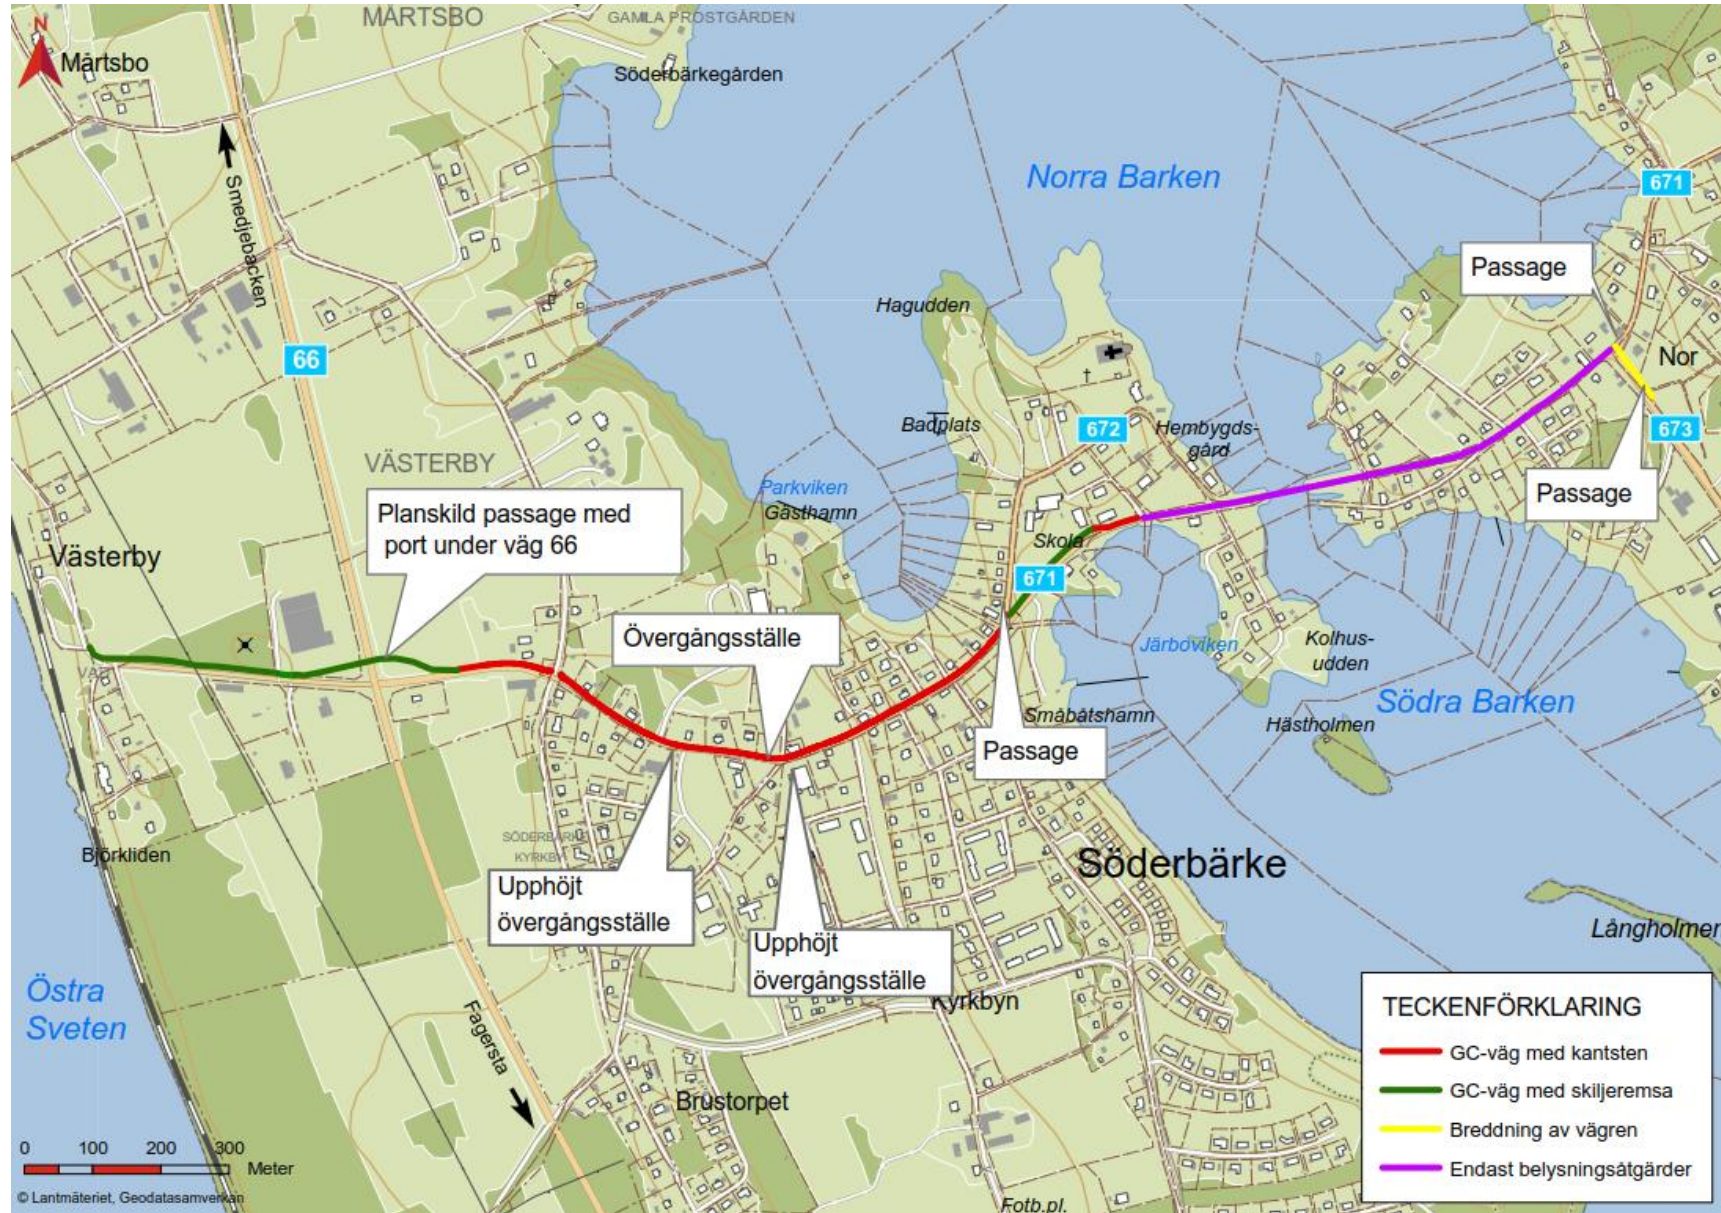 MÄRTSBO
GAMLA PROSTGÅRDEN
N
Märtsbo
Söderbärkegården
Smedjebacken
Norra Barken
671
Passage
Hagudden
66
Nor
Badplats
672
Hembygds-
gård
673
VÄSTERBY
Parkviken
Gästhamn
Passage
Planskild passage med
port under väg 66
Västerby
Skola
671
Övergångsställe
Järboviken
Kolhus-
udden
Södra Barken
Småbåtshamn
Hästholmen
Passage
Björkliden
SÖDERBÄRKE
KYRKBY
Söderbärke
Upphöjt
övergångsställe
Upphöjt
övergångsställe
Långholmen
Östra
Sveten
Kyrkbyn
Fagersta
Brustorpet
TECKENFÖRKLARING
GC-väg med kantsten
GC-väg med skiljeremsa
Breddning av vägren
Endast belysningsåtgärder
0 100 200 300
Meter
© Lantmäteriet, Geodatasamverkan
Fotb.pl.